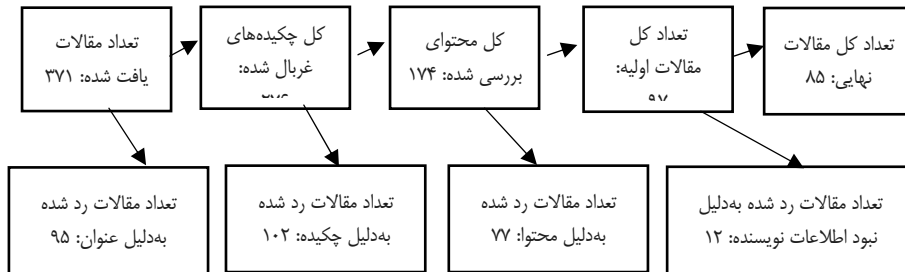 تعداد مقالات
یافت شده: ۳۷۱
کل چکیده‌های
غربال شده:
۲۷۶
کل محتوای
بررسی شده: ۱۷۴
تعداد کل
مقالات اولیه:
۹۷
تعداد کل مقالات
نهایی: ۸۵
تعداد مقالات رد شده
به‌دلیل عنوان: ۹۵
تعداد مقالات رد شده
به‌دلیل چکیده: ۱۰۲
تعداد مقالات رد شده
به‌دلیل محتوا: ۷۷
تعداد مقالات رد شده به‌دلیل
نبود اطلاعات نویسنده: ۱۲